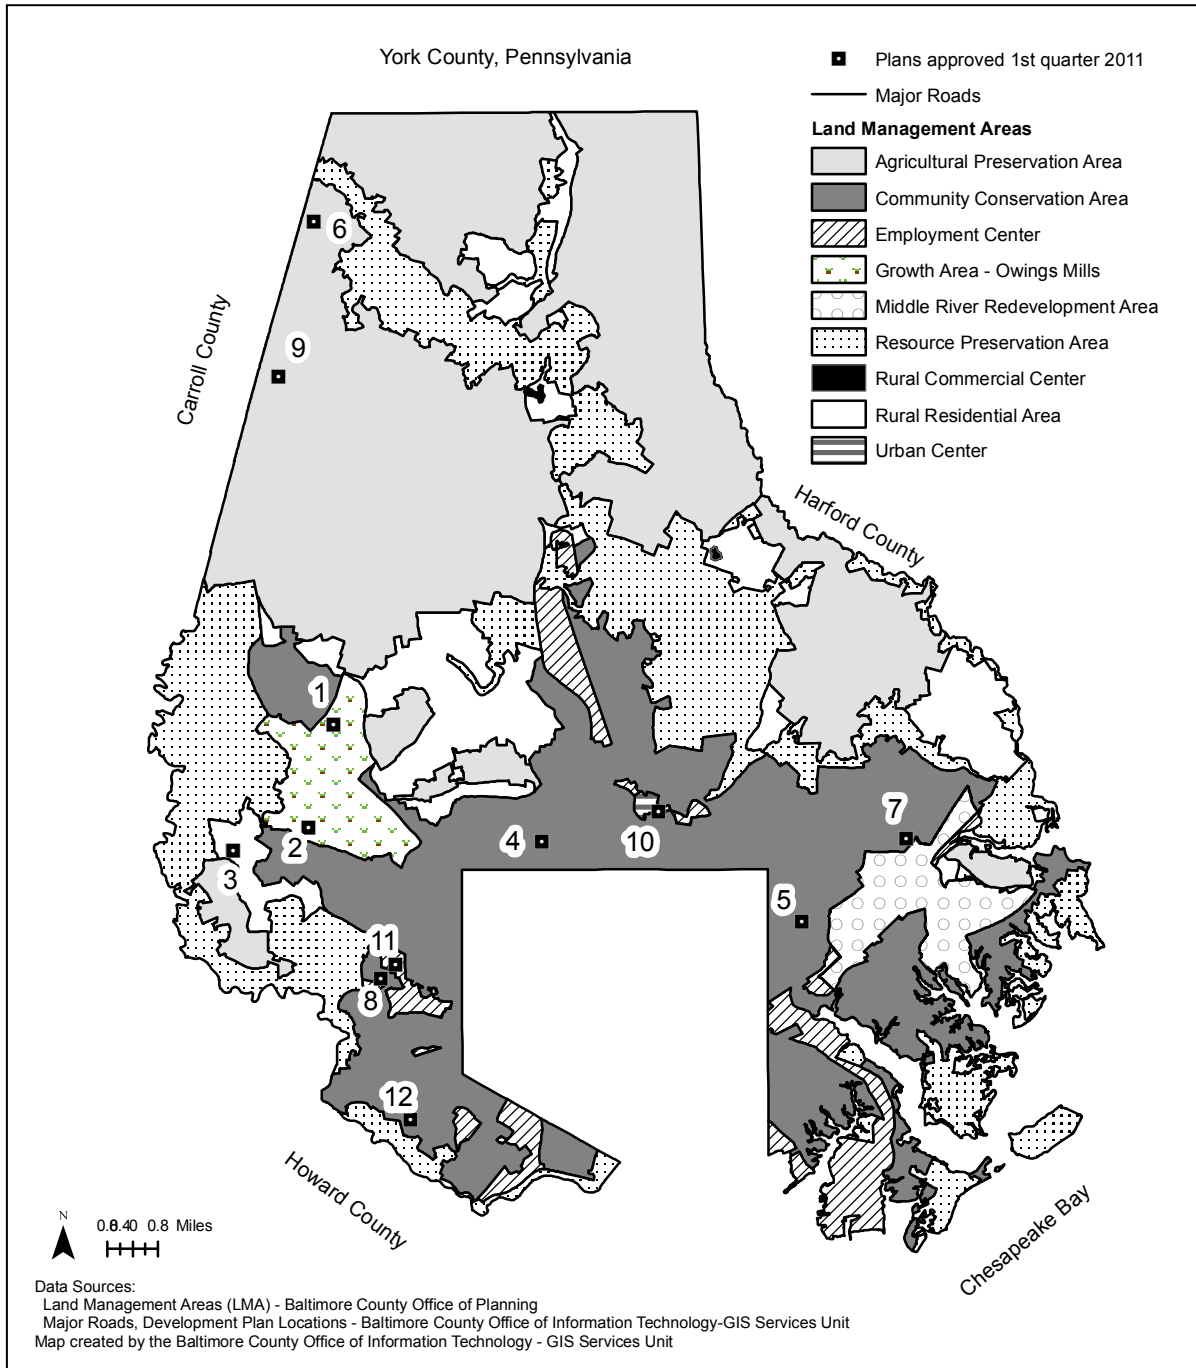 York County, Pennsylvania
Plans approved 1st quarter 2011
Major Roads
Land Management Areas
Agricultural Preservation Area
Community Conservation Area
Employment Center
Growth Area - Owings Mills
Middle River Redevelopment Area
Resource Preservation Area
Rural Commercial Center
Rural Residential Area
Urban Center
6
Carroll County
9
Harford County
1
7
2
4
10
3
5
11
8
12
Howard County
Chesapeake Bay
N
0.8 Miles
Data Sources:
Land Management Areas (LMA) - Baltimore County Office of Planning
Major Roads, Development Plan Locations - Baltimore County Office of Information Technology-GIS Services Unit
Map created by the Baltimore County Office of Information Technology - GIS Services Unit